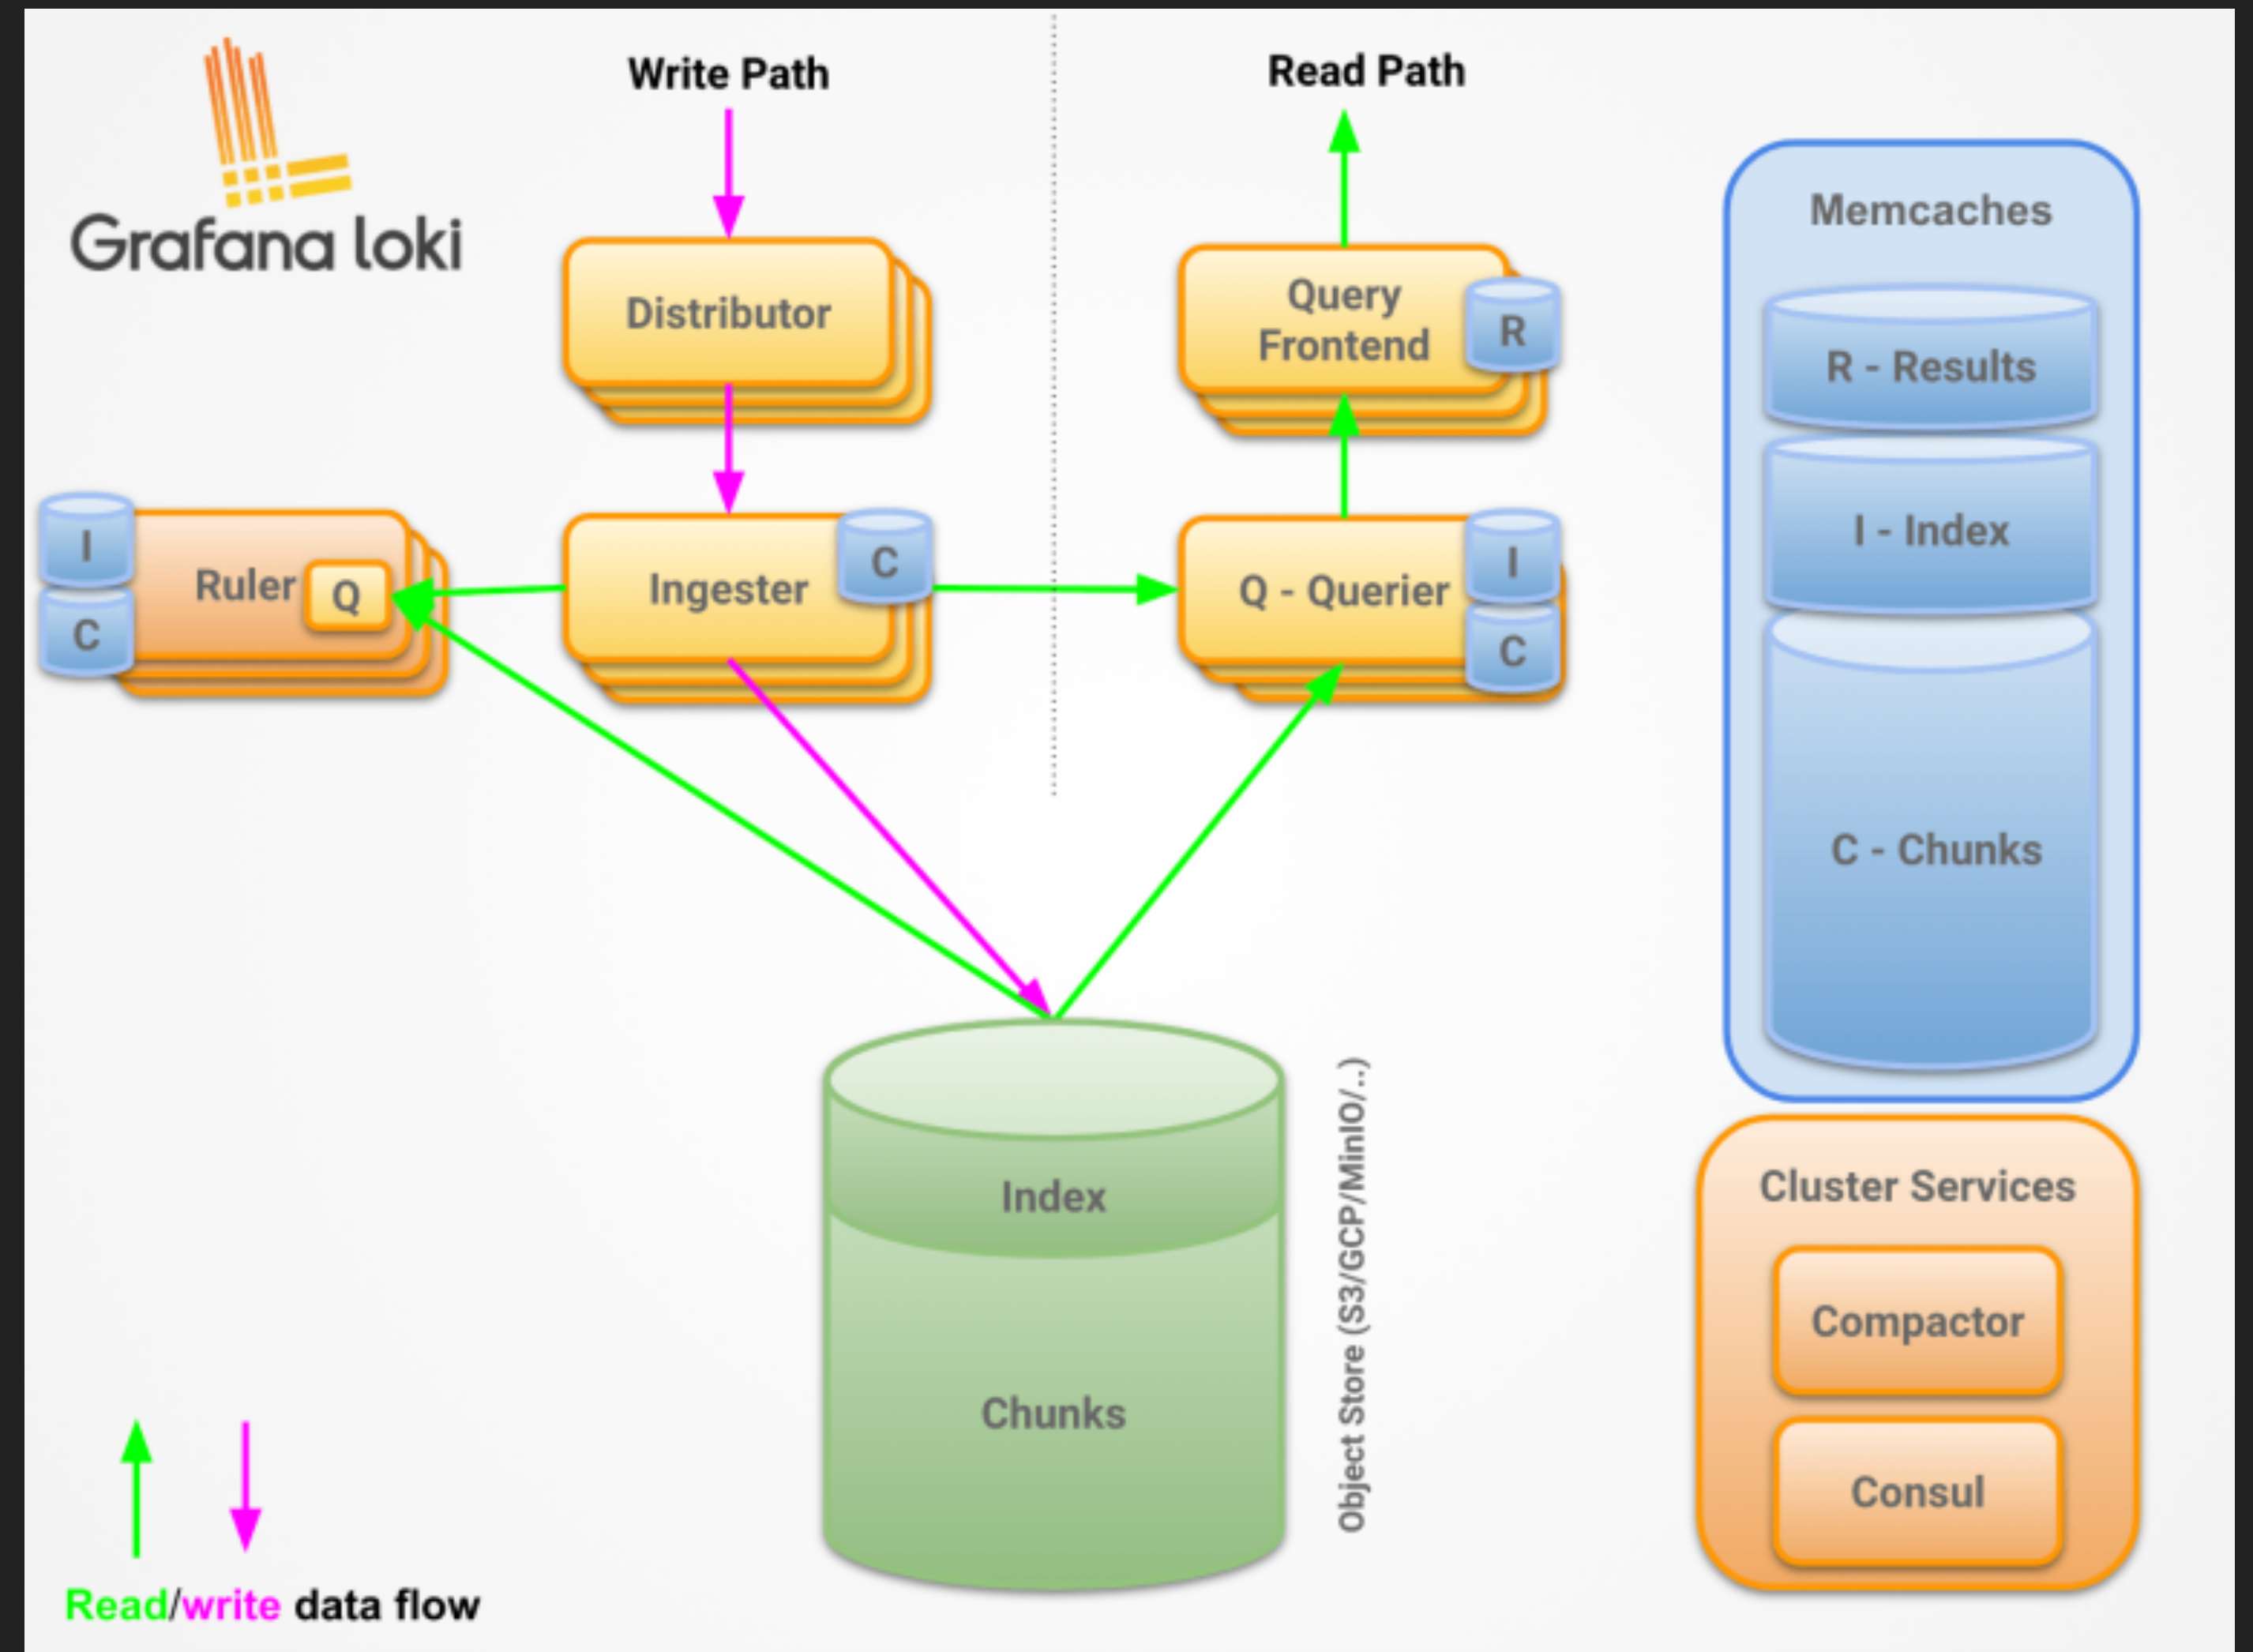 Grafana loki
Write Path
Read Path
Distributor
Query
Frontend
R
I
C
Ruler
Q
Ingester
C
Q - Querier
I
C
Index
Chunks
Object Store (S3/GCP/MinIO/..)
Memcaches
R - Results
I - Index
C - Chunks
Cluster Services
Compactor
Consul
Read/write data flow